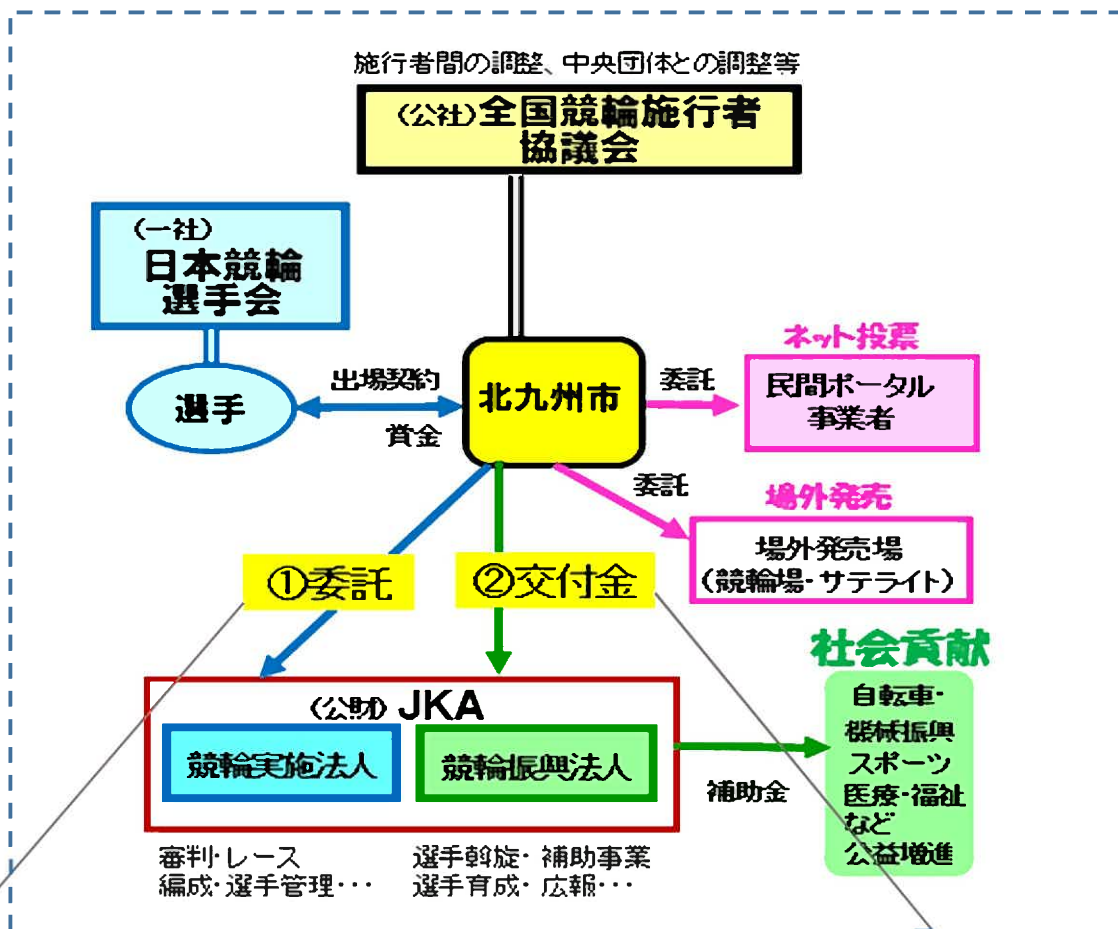 施行者間の調整、中央団体との調整等
(公社)全国競輪施行者
協議会
(一社)
日本競輪
選手会
選手
出場契約
賞金
北九州市
委託
ネット投票
民間ポータル
事業者
委託
場外発売
場外発売場
(競輪場・サテライト)
①委託
②交付金
(公財) JKA
競輪実施法人
競輪振興法人
審判・レース
編成・選手管理・・・
選手斡旋・補助事業
選手育成・広報・・・
補助金
社会貢献
自転車・
機械振興
スポーツ
医療・福祉
など
公益増進